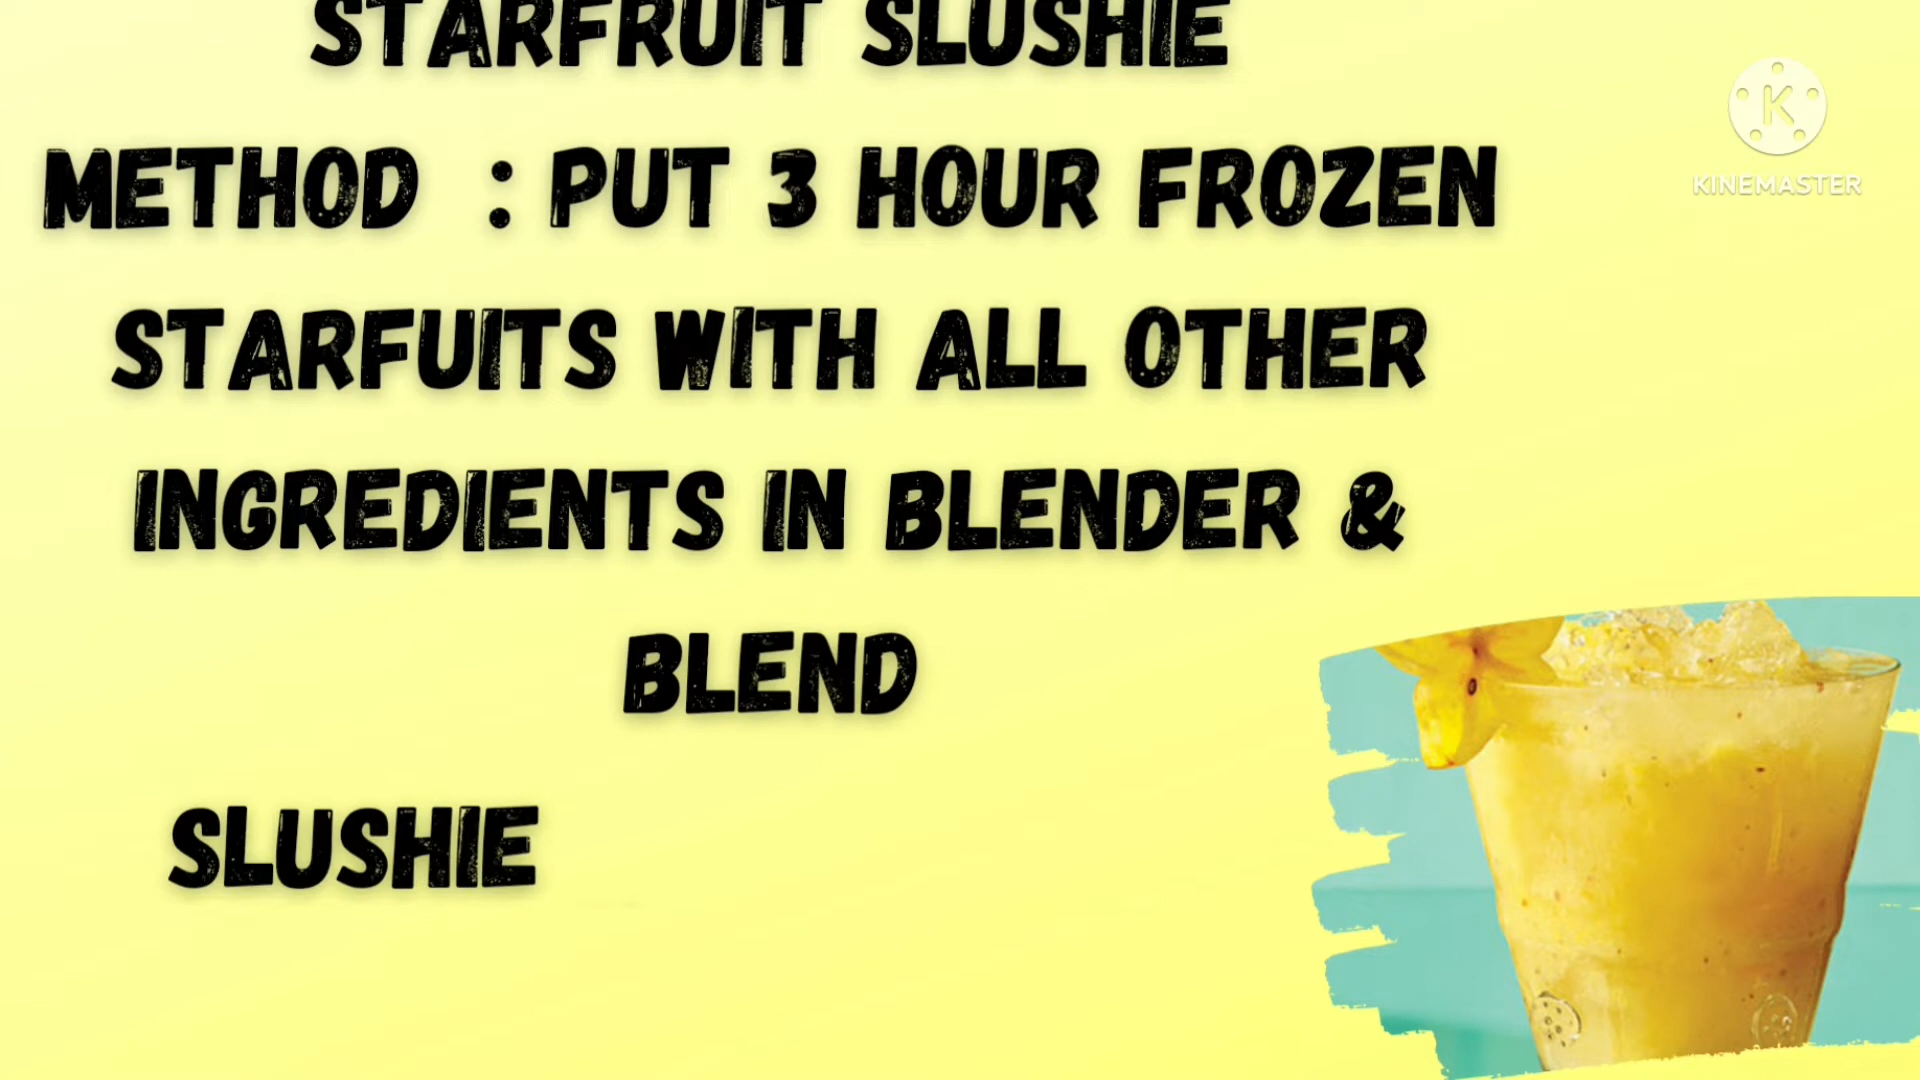 STARFRUIT SLUSHIE
METHOD : PUT 3 HOUR FROZEN
STARFUITS WITH ALL OTHER
INGREDIENTS IN BLENDER &
BLEND
SLUSHIE
K
KINEMASTER